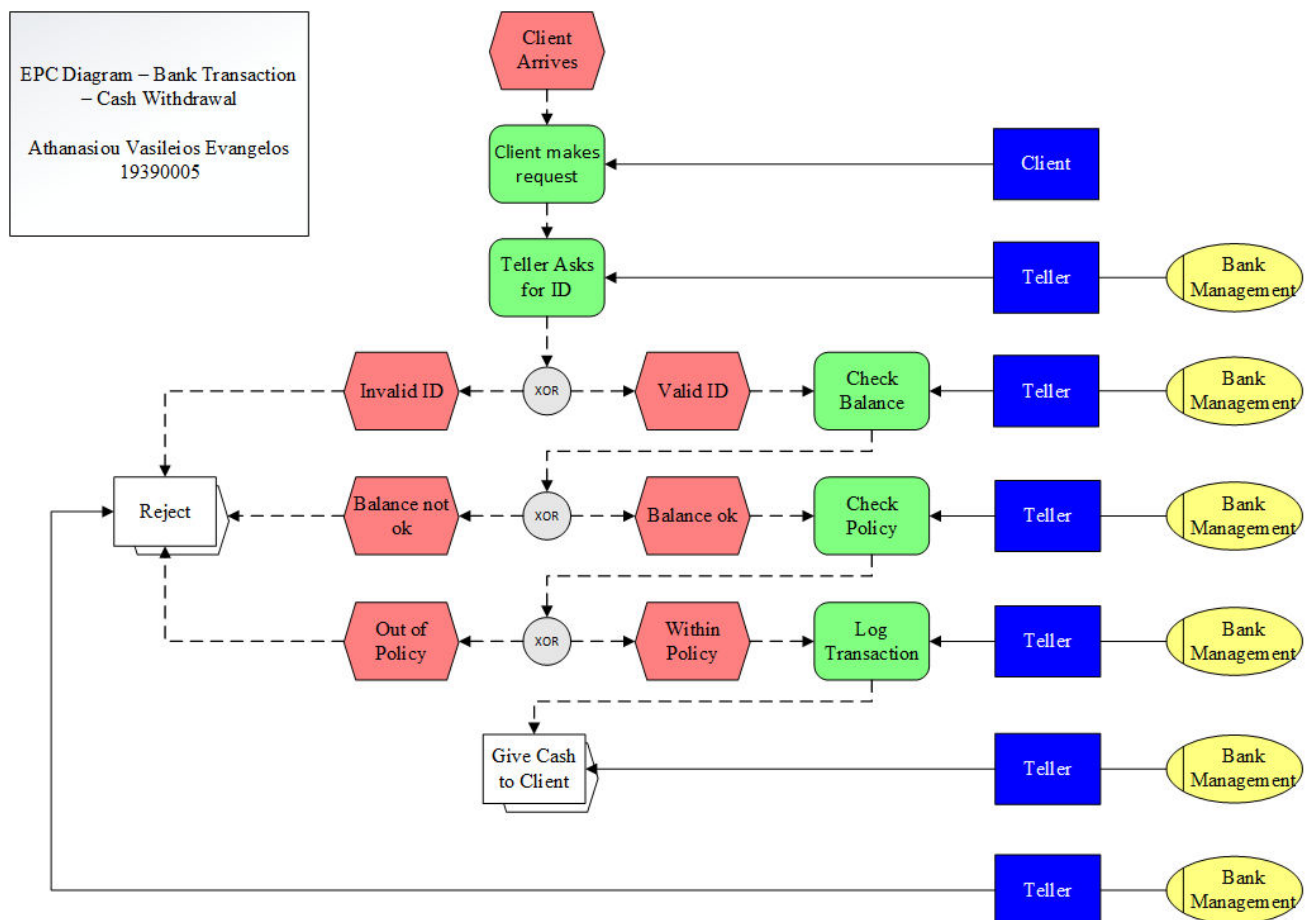 EPC Diagram – Bank Transaction
– Cash Withdrawal
Athanasiou Vasileios Evangelos
19390005
Client
Arrives
Client makes
request
Client
Teller Asks
for ID
Teller
Bank
Management
Invalid ID
XOR
Valid ID
Check
Balance
Teller
Bank
Management
Reject
Balance not
ok
XOR
Balance ok
Check
Policy
Teller
Bank
Management
Out of
Policy
XOR
Within
Policy
Log
Transaction
Teller
Bank
Management
Give Cash
to Client
Teller
Bank
Management
Teller
Bank
Management